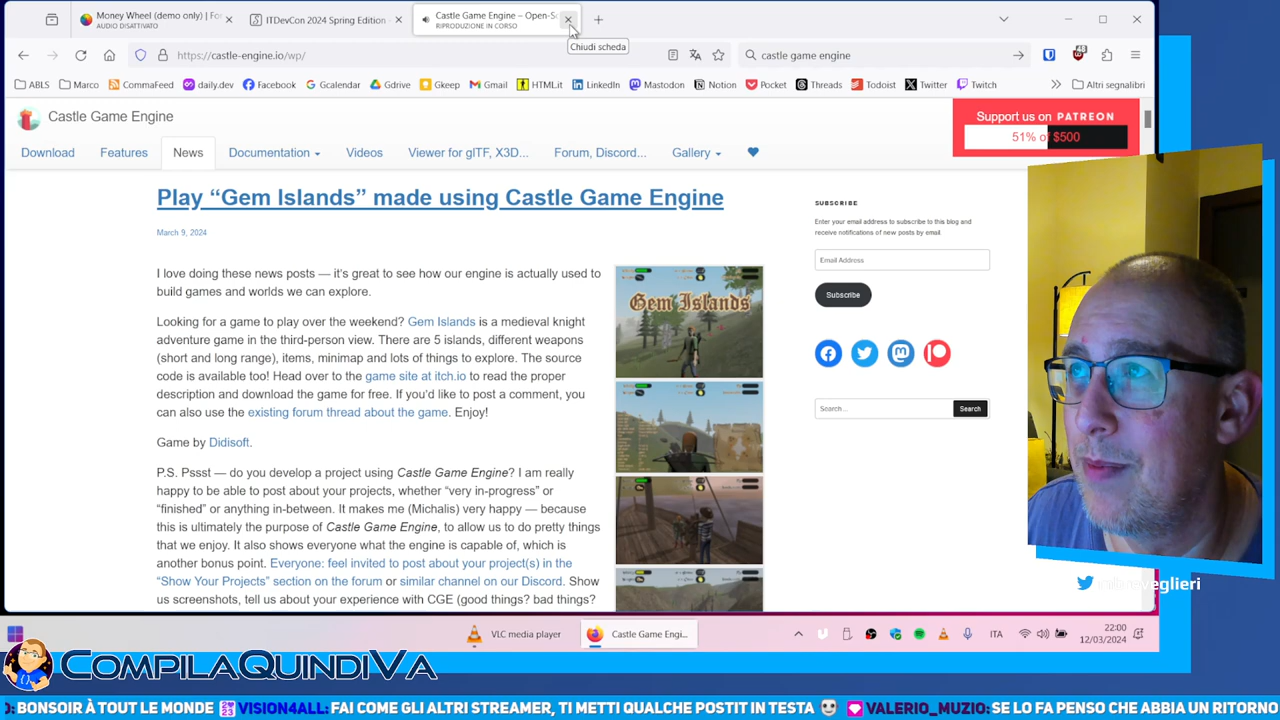 Money Wheel (demo only) | Fo
AUDIO DISATTIVATO
ITDevCon 2024 Spring Edition -
Castle Game Engine – Open-So
RIPRODUZIONE IN CORSO
Chiudi scheda
https://castle-engine.io/wp/
castle game engine
48
ABLS
Marco
CommaFeed
daily.dev
Facebook
Gcalendar
Gdrive
Gkeep
Gmail
HTML.it
LinkedIn
Mastodon
Notion
Pocket
Threads
Todoist
Twitter
Twitch
Altri segnalibri
Castle Game Engine
Support us on PATREON
51% of $500
Download
Features
News
Documentation
Videos
Viewer for glTF, X3D...
Forum, Discord...
Gallery
Play “Gem Islands” made using Castle Game Engine
March 9, 2024
I love doing these news posts — it’s great to see how our engine is actually used to
build games and worlds we can explore.
Looking for a game to play over the weekend? Gem Islands is a medieval knight
adventure game in the third-person view. There are 5 islands, different weapons
(short and long range), items, minimap and lots of things to explore. The source
code is available too! Head over to the game site at itch.io to read the proper
description and download the game for free. If you’d like to post a comment, you
can also use the existing forum thread about the game. Enjoy!
Game by Didisoft.
P.S. Pssst — do you develop a project using Castle Game Engine? I am really
happy to be able to post about your projects, whether “very in-progress” or
“finished” or anything in-between. It makes me (Michalis) very happy — because
this is ultimately the purpose of Castle Game Engine, to allow us to do pretty things
that we enjoy. It also shows everyone what the engine is capable of, which is
another bonus point. Everyone: feel invited to post about your project(s) in the
“Show Your Projects” section on the forum or similar channel on our Discord. Show
us screenshots, tell us about your experience with CGE (good things? bad things?
Gem Islands
SUBSCRIBE
Enter your email address to subscribe to this blog and
receive notifications of new posts by email.
Email Address
Subscribe
Search...
Search
VLC media player
Castle Game Engi...
ITA
22:00
12/03/2024
COMPILAQUINDIVA
O: BONSOIR À TOUT LE MONDE
VISION4ALL: FAI COME GLI ALTRI STREAMER, TI METTI QUALCHE POSTIT IN TESTA
VALERIO_MUZIO: SE LO FA PENSO CHE ABBIA UN RITORNO